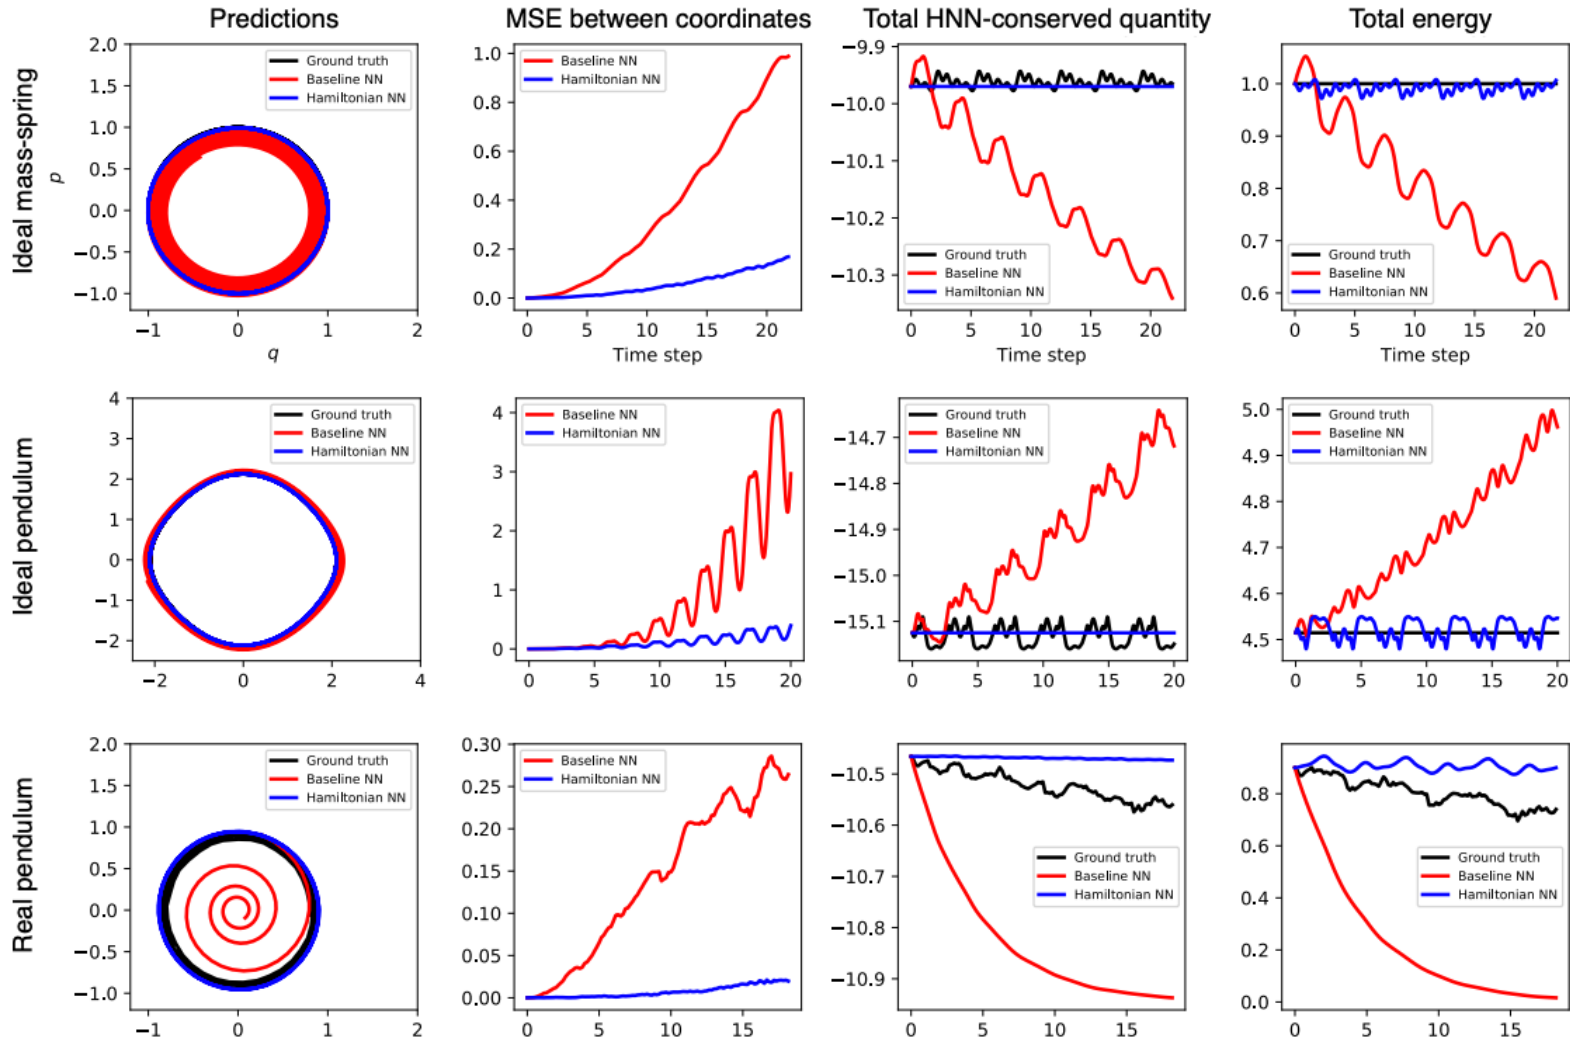 Predictions
MSE between coordinates
Total HNN-conserved quantity
Total energy
Ideal mass-spring
p
2.0
1.5
1.0
0.5
0.0
−0.5
−1.0
Ground truth
Baseline NN
Hamiltonian NN
−1
0
1
2
q
1.0
0.8
0.6
0.4
0.2
0.0
Baseline NN
Hamiltonian NN
0
5
10
15
20
Time step
−9.9
−10.0
−10.1
−10.2
−10.3
Ground truth
Baseline NN
Hamiltonian NN
0
5
10
15
20
Time step
1.0
0.9
0.8
0.7
0.6
Ground truth
Baseline NN
Hamiltonian NN
0
5
10
15
20
Time step
Ideal pendulum
4
3
2
1
0
−1
−2
Ground truth
Baseline NN
Hamiltonian NN
−2
0
2
4
4
3
2
1
0
Baseline NN
Hamiltonian NN
0
5
10
15
20
−14.7
−14.8
−14.9
−15.0
−15.1
Ground truth
Baseline NN
Hamiltonian NN
0
5
10
15
20
5.0
4.9
4.8
4.7
4.6
4.5
Ground truth
Baseline NN
Hamiltonian NN
0
5
10
15
20
Real pendulum
2.0
1.5
1.0
0.5
0.0
−0.5
−1.0
Ground truth
Baseline NN
Hamiltonian NN
−1
0
1
2
0.30
0.25
0.20
0.15
0.10
0.05
0.00
Baseline NN
Hamiltonian NN
0
5
10
15
−10.5
−10.6
−10.7
−10.8
−10.9
Ground truth
Baseline NN
Hamiltonian NN
0
5
10
15
0.8
0.6
0.4
0.2
0.0
Ground truth
Baseline NN
Hamiltonian NN
0
5
10
15